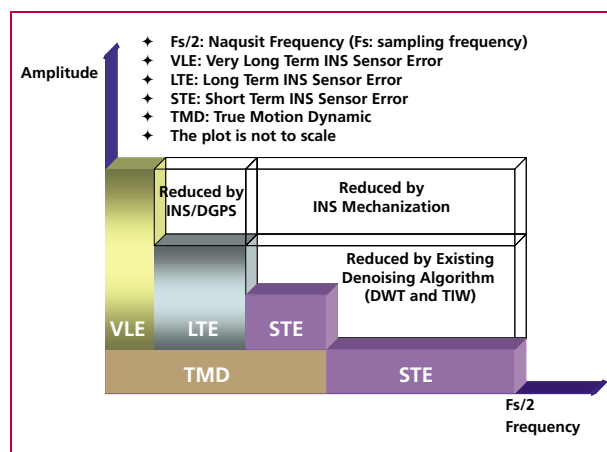 ✦ Fs/2: Naqusit Frequency (Fs: sampling frequency)
✦ VLE: Very Long Term INS Sensor Error
✦ LTE: Long Term INS Sensor Error
✦ STE: Short Term INS Sensor Error
✦ TMD: True Motion Dynamic
✦ The plot is not to scale
Amplitude
Reduced by
INS/DGPS
Reduced by
INS Mechanization
Reduced by Existing
Denoising Algorithm
(DWT and TIW)
VLE
LTE
STE
TMD
STE
Fs/2
Frequency